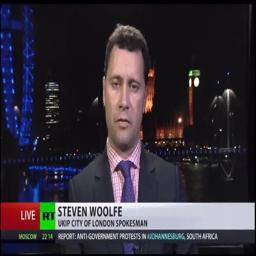 LIVE RT STEVEN WOOLFE
UKIP CITY OF LONDON SPOKESMAN
MOSCOW 22:14 REPORT: ANTI-GOVERNMENT PROTESTS IN #JOHANNESBURG, SOUTH AFRICA